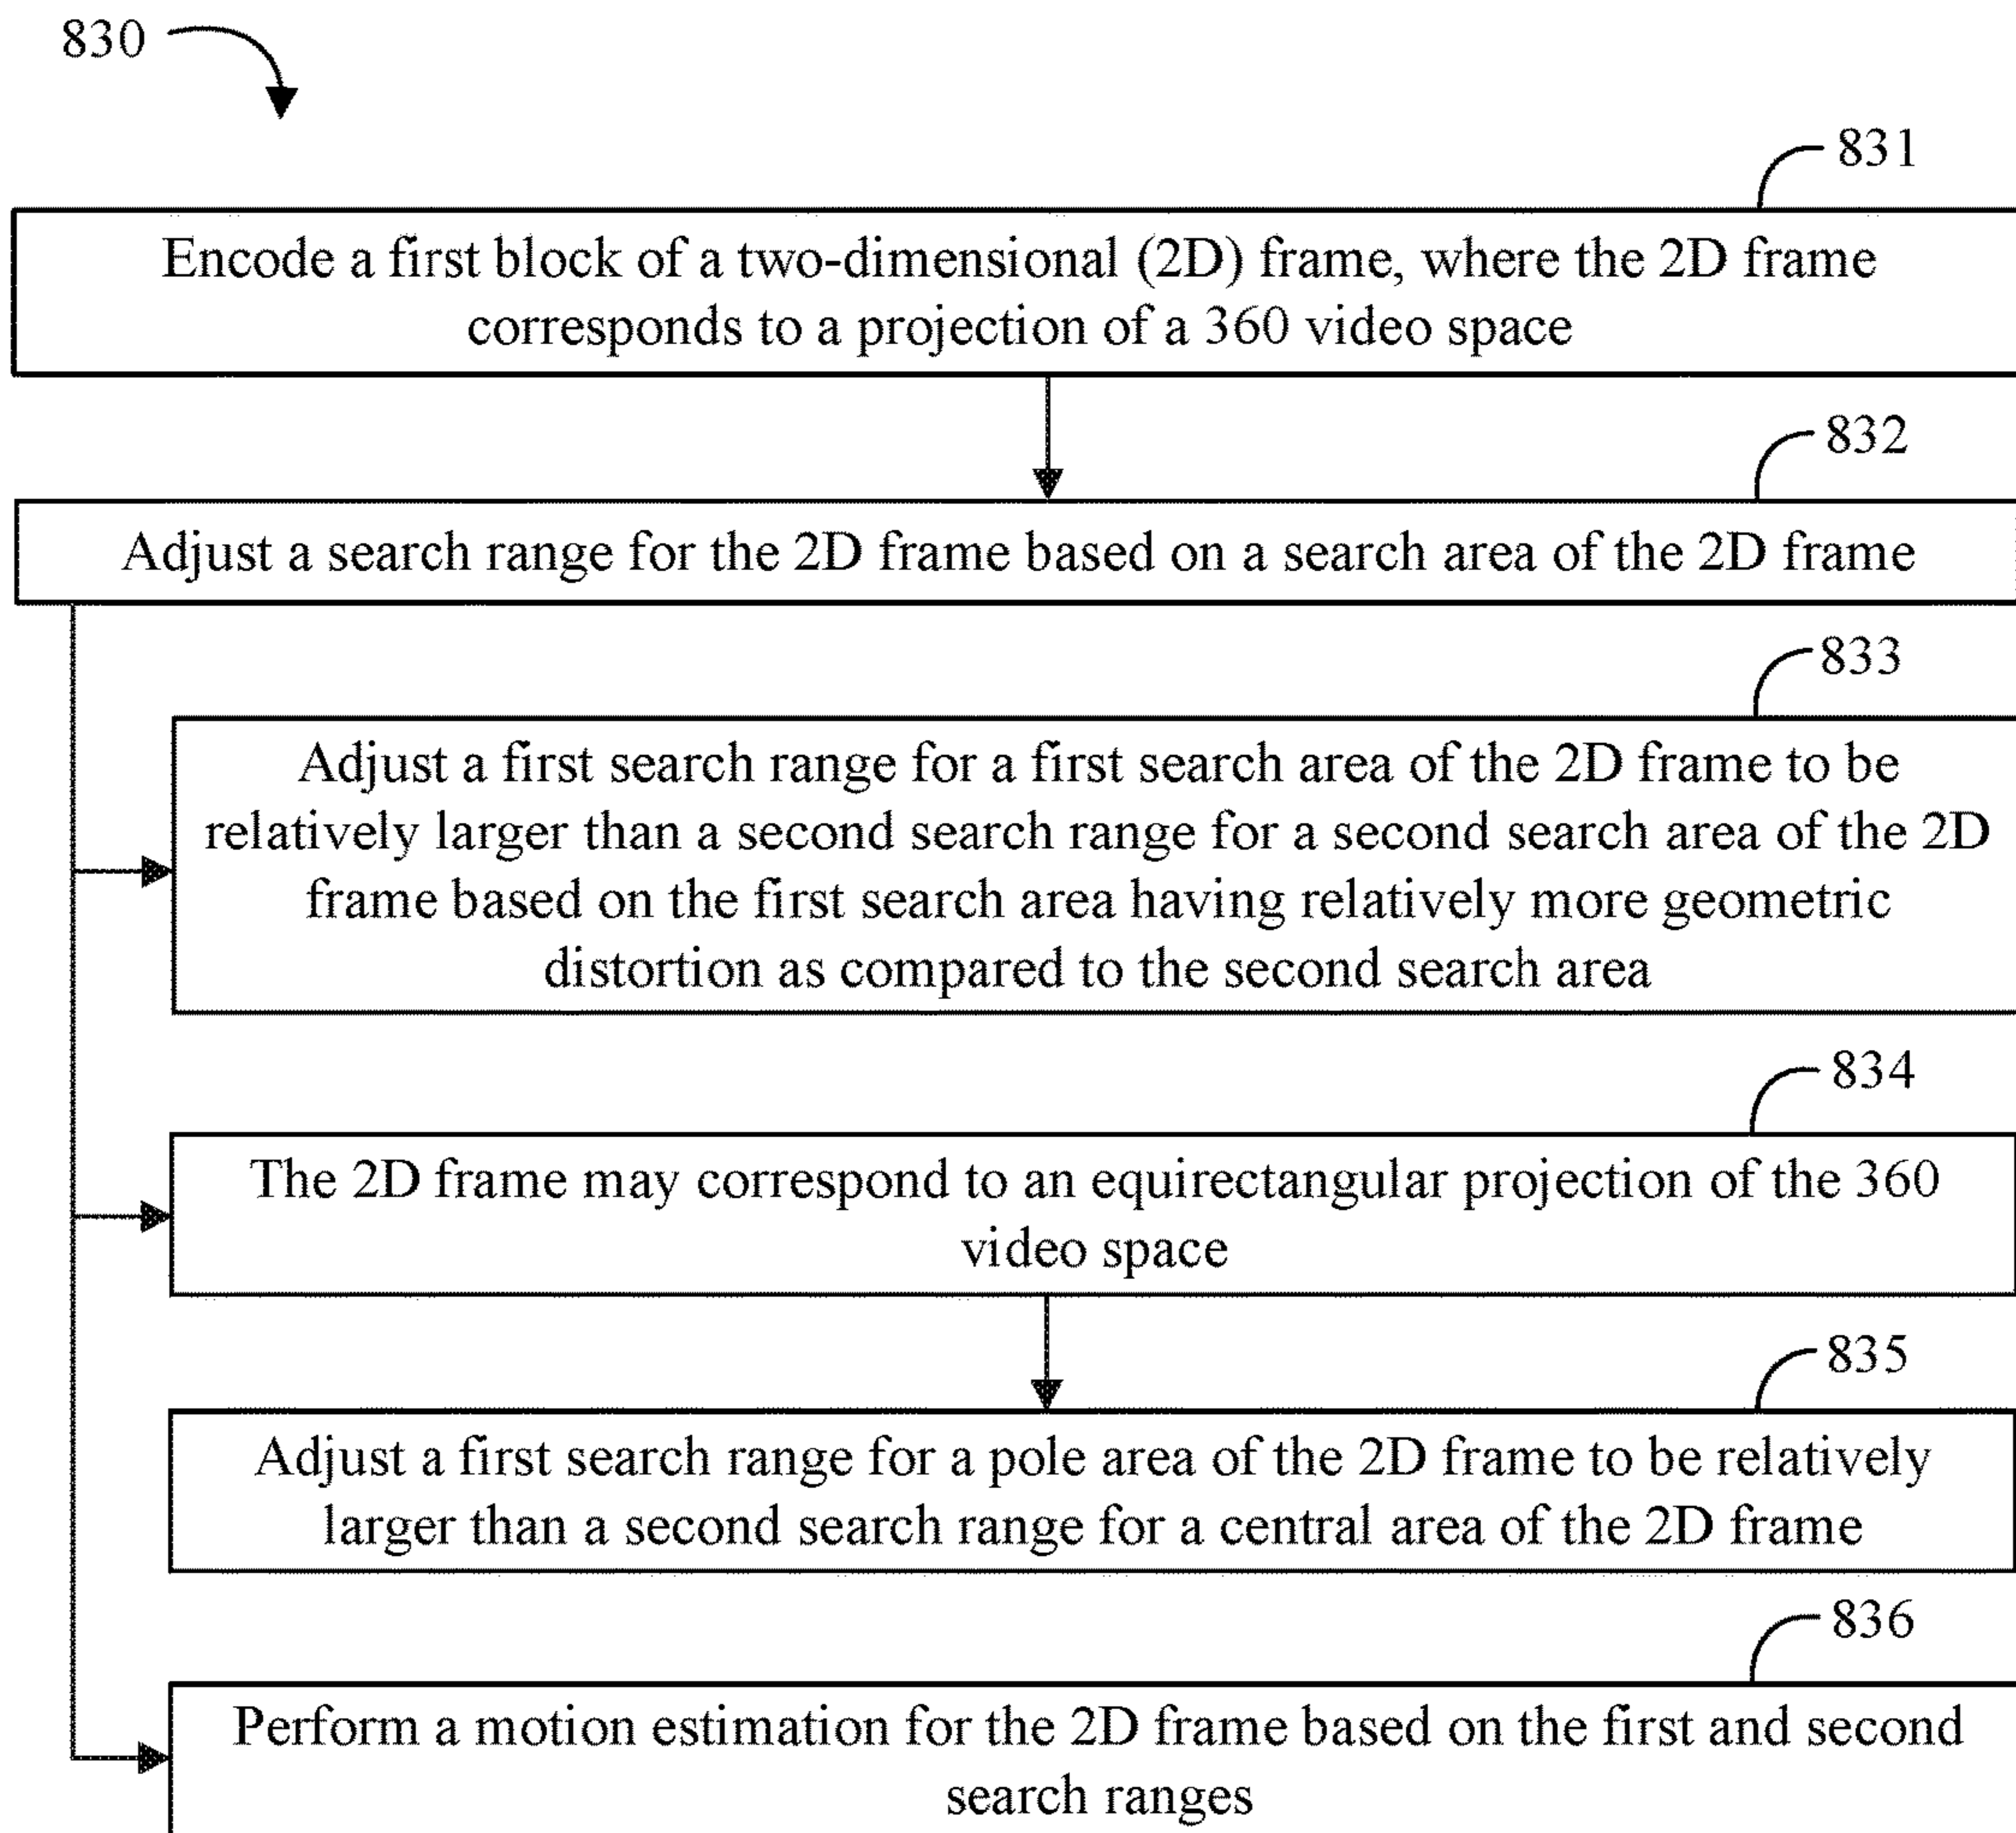 830
831
Encode a first block of a two-dimensional (2D) frame, where the 2D frame
corresponds to a projection of a 360 video space
832
Adjust a search range for the 2D frame based on a search area of the 2D frame
833
Adjust a first search range for a first search area of the 2D frame to be
relatively larger than a second search range for a second search area of the 2D
frame based on the first search area having relatively more geometric
distortion as compared to the second search area
834
The 2D frame may correspond to an equirectangular projection of the 360
video space
835
Adjust a first search range for a pole area of the 2D frame to be relatively
larger than a second search range for a central area of the 2D frame
836
Perform a motion estimation for the 2D frame based on the first and second
search ranges